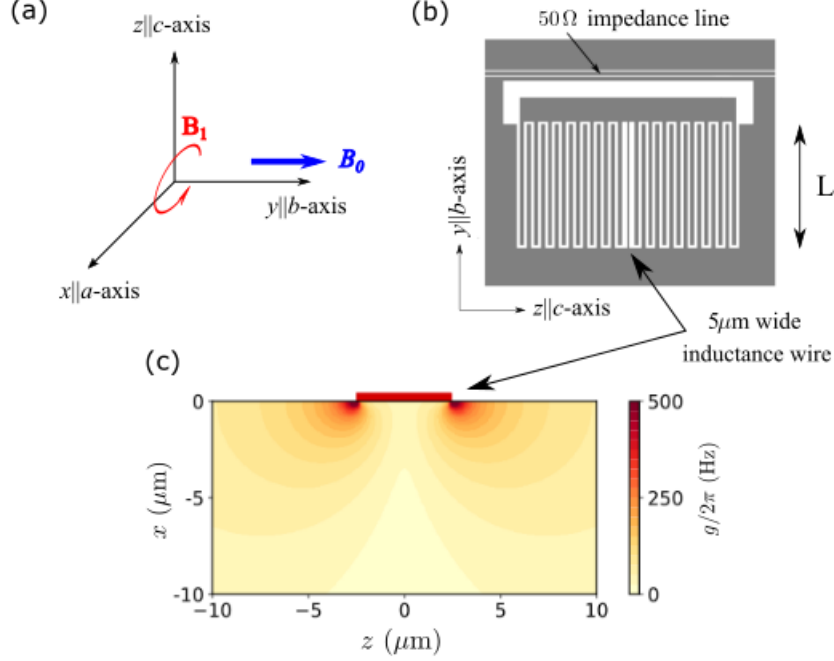 (a)
z||c-axis
B₁
B₀
y||b-axis
x||a-axis
(b)
50 Ω impedance line
L
y||b-axis
z||c-axis
5μm wide
inductance wire
(c)
0
-5
-10
x (μm)
−10
−5
0
5
10
z (μm)
500
250
0
g/2π (Hz)